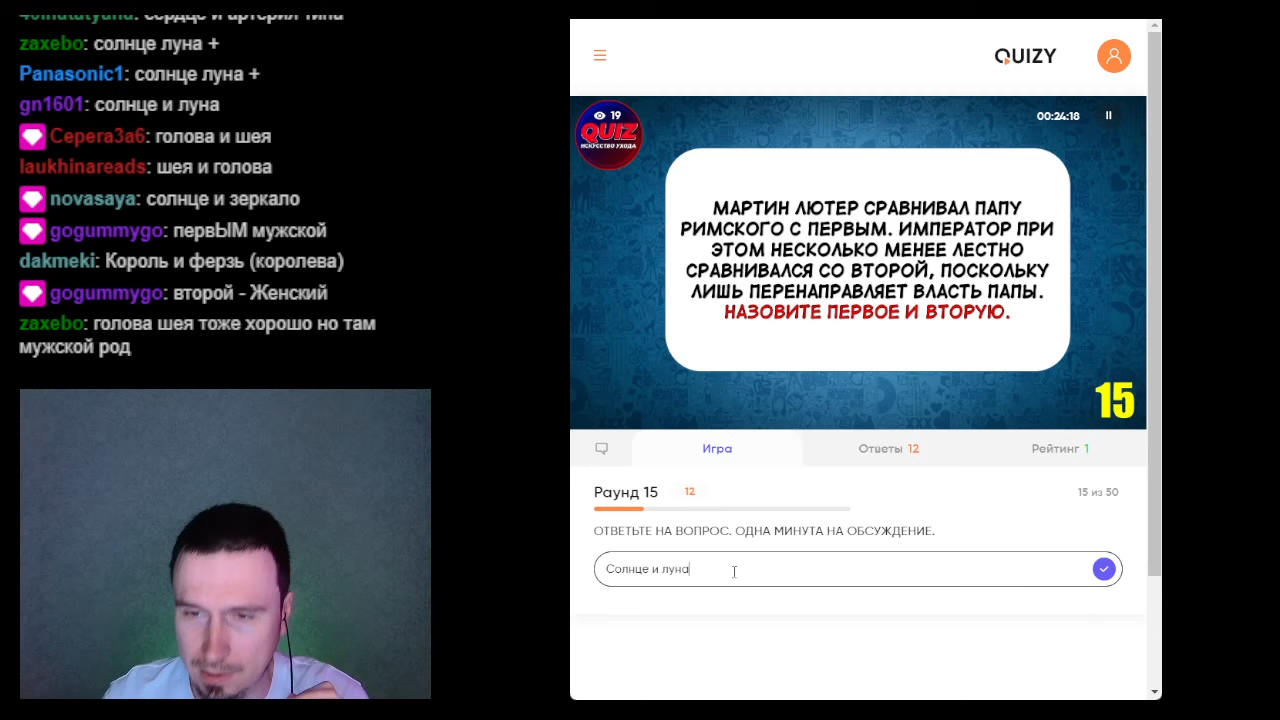 zaxebo: солнце луна +
Panasonic1: солнце луна +
gn1601: солнце и луна
Сережа36: голова и шея
laukhinareads: шея и голова
novasaya: солнце и зеркало
gogummygo: первЫМ мужской
dakmeki: Король и ферзь (королева)
gogummygo: второй - Женский
zaxebo: голова шея тоже хорошо но там
мужской род
QUIZY
19
QUIZ
ИСКУССТВО УХОДА
00:24:18
МАРТИН ЛЮТЕР СРАВНИВАЛ ПАПУ
РИМСКОГО С ПЕРВЫМ. ИМПЕРАТОР ПРИ
ЭТОМ НЕСКОЛЬКО МЕНЕЕ ЛЕСТНО
СРАВНИВАЛСЯ СО ВТОРОЙ, ПОСКОЛЬКУ
ЛИШЬ ПЕРЕНАПРАВЛЯЕТ ВЛАСТЬ ПАПЫ.
НАЗОВИТЕ ПЕРВОЕ И ВТОРУЮ.
15
Игра
Ответы 12
Рейтинг 1
Раунд 15 12
15 из 50
ОТВЕТЬТЕ НА ВОПРОС. ОДНА МИНУТА НА ОБСУЖДЕНИЕ.
Солнце и луна